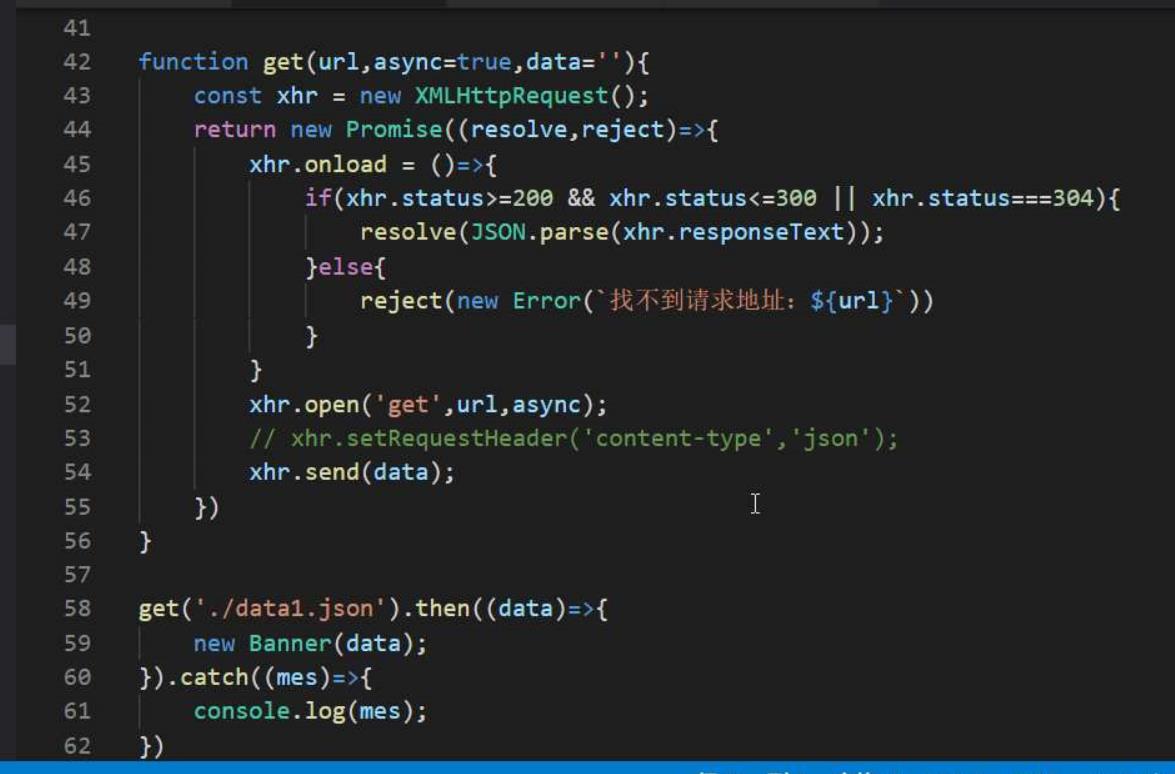 41
42 function get(url,async=true,data=''){
43 const xhr = new XMLHttpRequest();
44 return new Promise((resolve,reject)=>{
45 xhr.onload = ()=>{
46 if(xhr.status>=200 && xhr.status<=300 || xhr.status===304){
47 resolve(JSON.parse(xhr.responseText));
48 }else{
49 reject(new Error(`找不到请求地址：${url}`))
50 }
51 }
52 xhr.open('get',url,async);
53 // xhr.setRequestHeader('content-type','json');
54 xhr.send(data);
55 })
56 }
57
58 get('./data1.json').then((data)=>{
59 new Banner(data);
60 }).catch((mes)=>{
61 console.log(mes);
62 })